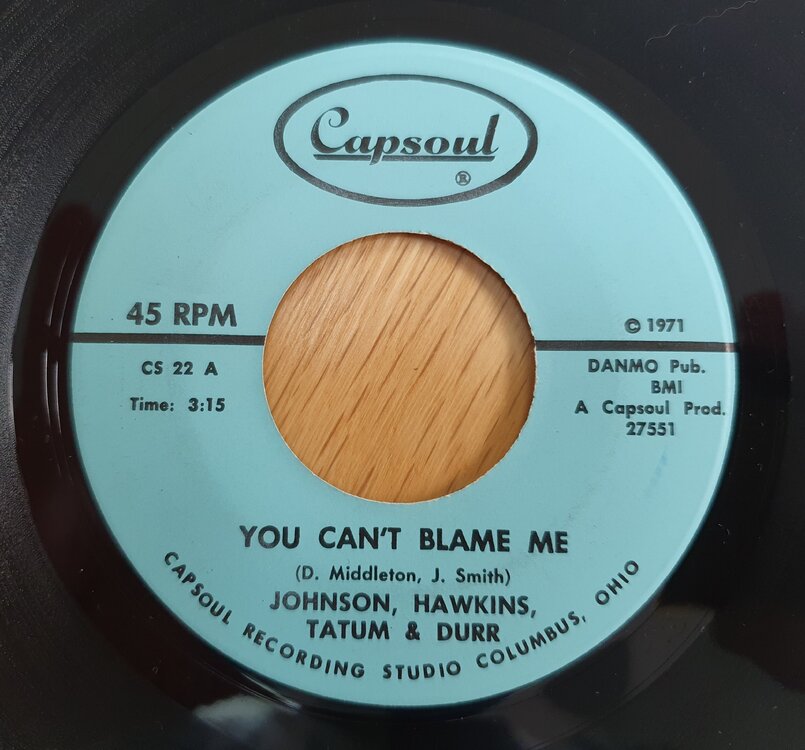 Capsoul
®
45 RPM
© 1971
CS 22 A
Time: 3:15
DANMO Pub.
BMI
A Capsoul Prod.
27551
YOU CAN'T BLAME ME
(D. Middleton, J. Smith)
JOHNSON, HAWKINS,
TATUM & DURR
CAPSOUL RECORDING STUDIO COLUMBUS, OHIO